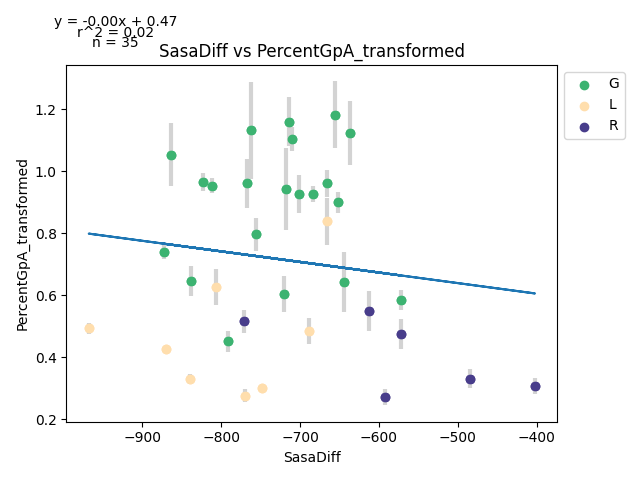 y = -0.00x + 0.47
r^2 = 0.02
n = 35
SasaDiff vs PercentGpA_transformed
G
L
R
PercentGpA_transformed
1.2
1.0
0.8
0.6
0.4
0.2
−900
−800
−700
−600
−500
−400
SasaDiff